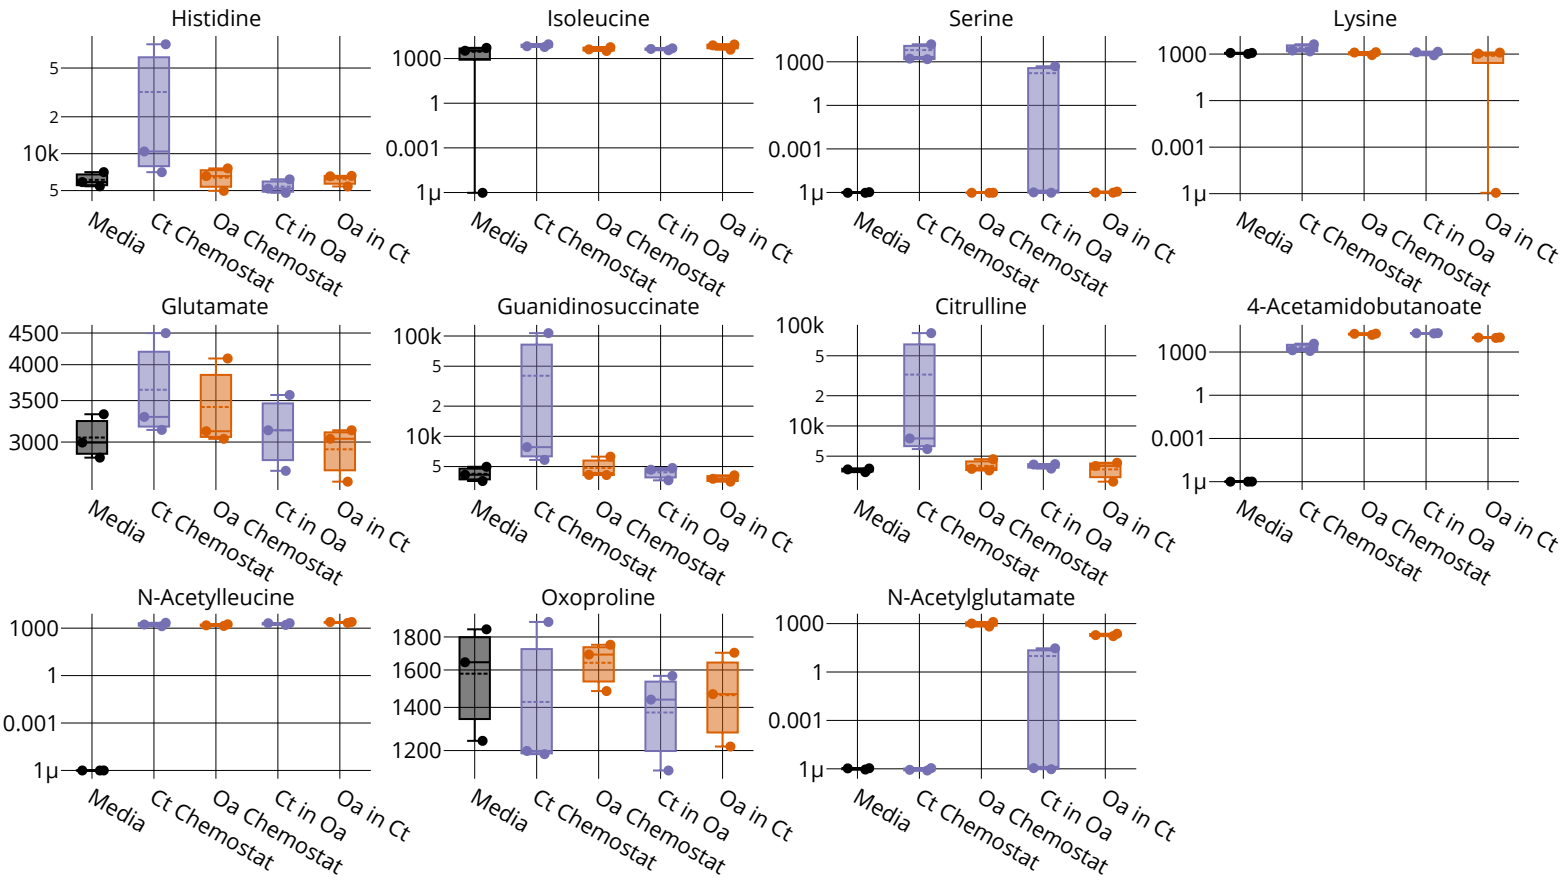 Histidine
5
2
10k
5
Media
Ct Chemostat
Oa Chemostat
Ct in Oa
Oa in Ct
Isoleucine
1000
1
0.001
1μ
Media
Ct Chemostat
Oa Chemostat
Ct in Oa
Oa in Ct
Serine
1000
1
0.001
1μ
Media
Ct Chemostat
Oa Chemostat
Ct in Oa
Oa in Ct
Lysine
1000
1
0.001
1μ
Media
Ct Chemostat
Oa Chemostat
Ct in Oa
Oa in Ct
Glutamate
4500
4000
3500
3000
Media
Ct Chemostat
Oa Chemostat
Ct in Oa
Oa in Ct
Guanidinosuccinate
100k
5
2
10k
5
Media
Ct Chemostat
Oa Chemostat
Ct in Oa
Oa in Ct
Citrulline
100k
5
2
10k
5
Media
Ct Chemostat
Oa Chemostat
Ct in Oa
Oa in Ct
4-Acetamidobutanoate
1000
1
0.001
1μ
Media
Ct Chemostat
Oa Chemostat
Ct in Oa
Oa in Ct
N-Acetylleucine
1000
1
0.001
1μ
Media
Ct Chemostat
Oa Chemostat
Ct in Oa
Oa in Ct
Oxoproline
1800
1600
1400
1200
Media
Ct Chemostat
Oa Chemostat
Ct in Oa
Oa in Ct
N-Acetylglutamate
1000
1
0.001
1μ
Media
Ct Chemostat
Oa Chemostat
Ct in Oa
Oa in Ct